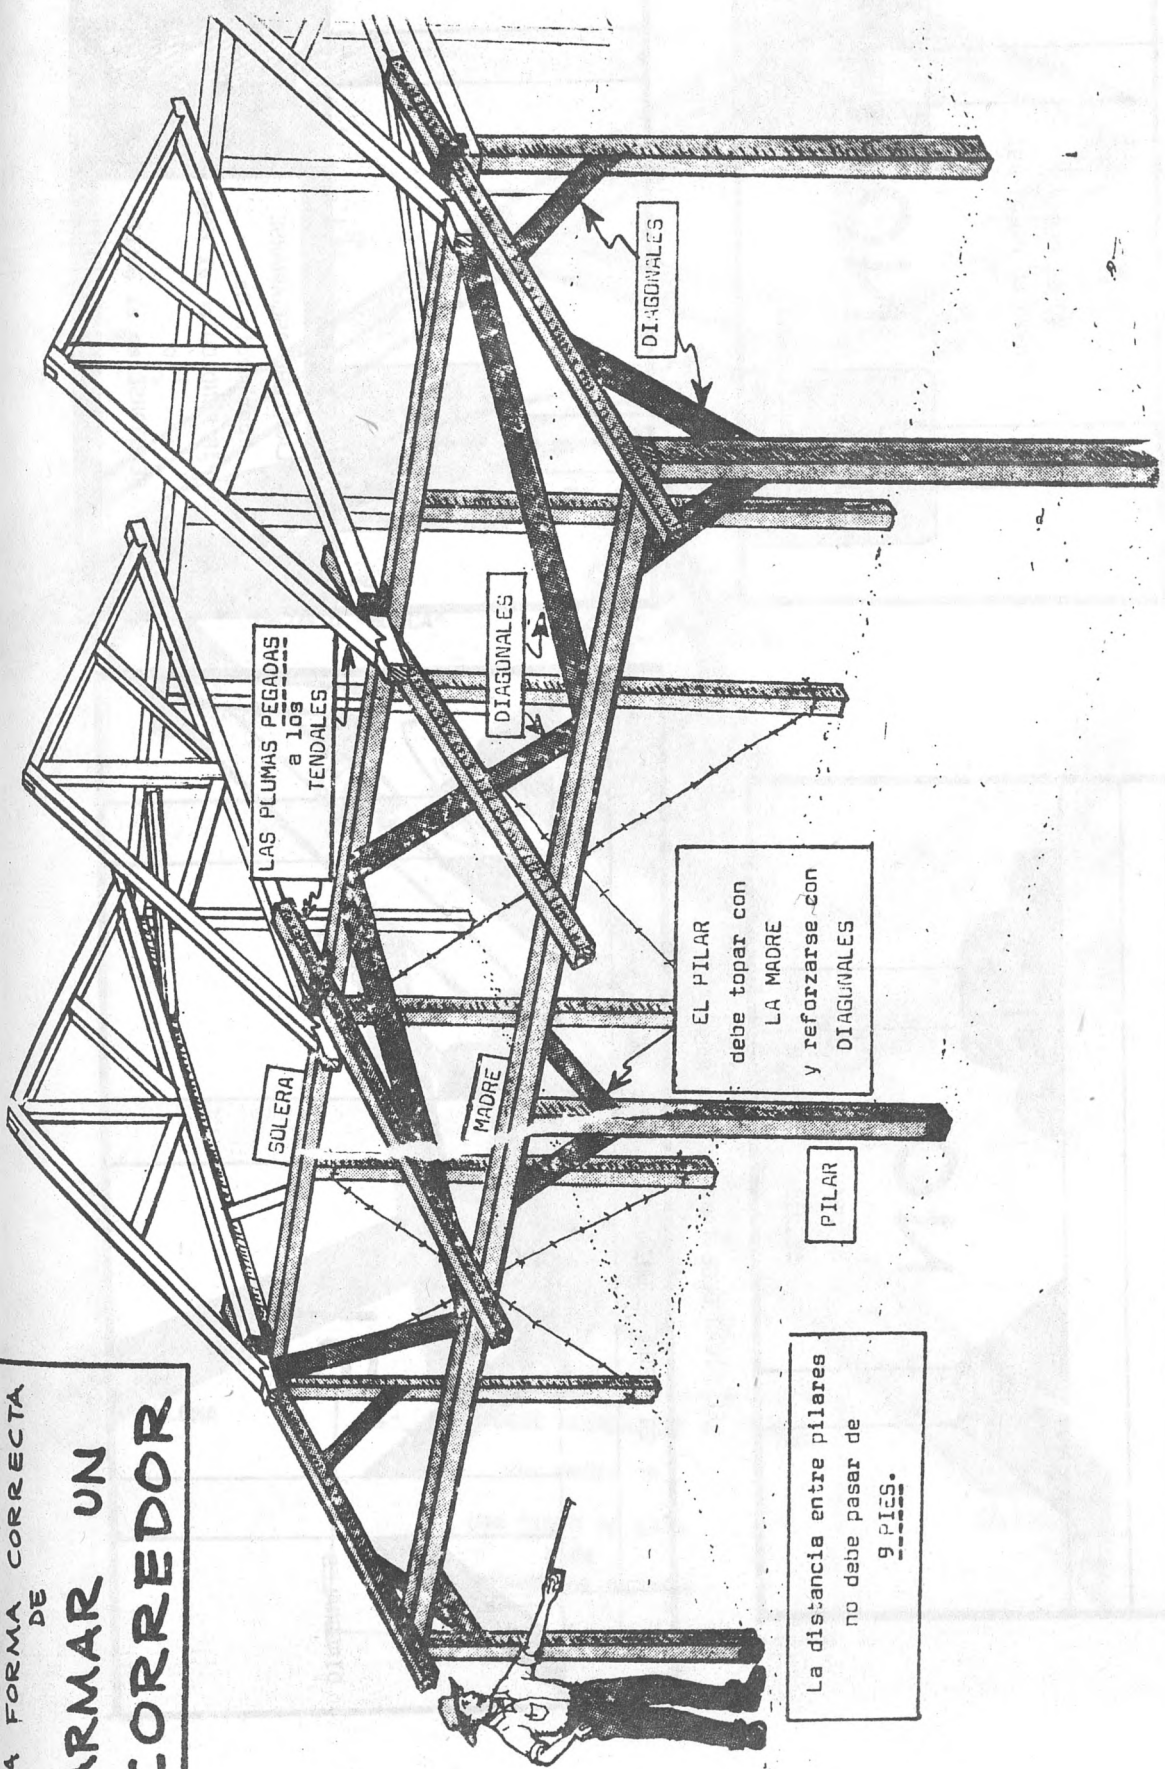 A FORMA CORRECTA
DE
ARMAR UN
CORREDOR
LAS PLUMAS PEGADAS
a los
TENDALES
DIAGONALES
DIAGONALES
SOLERA
MADRE
EL PILAR
debe topar con
LA MADRE
y reforzarse con
DIAGONALES
PILAR
La distancia entre pilares
no debe pasar de
9 PIES.